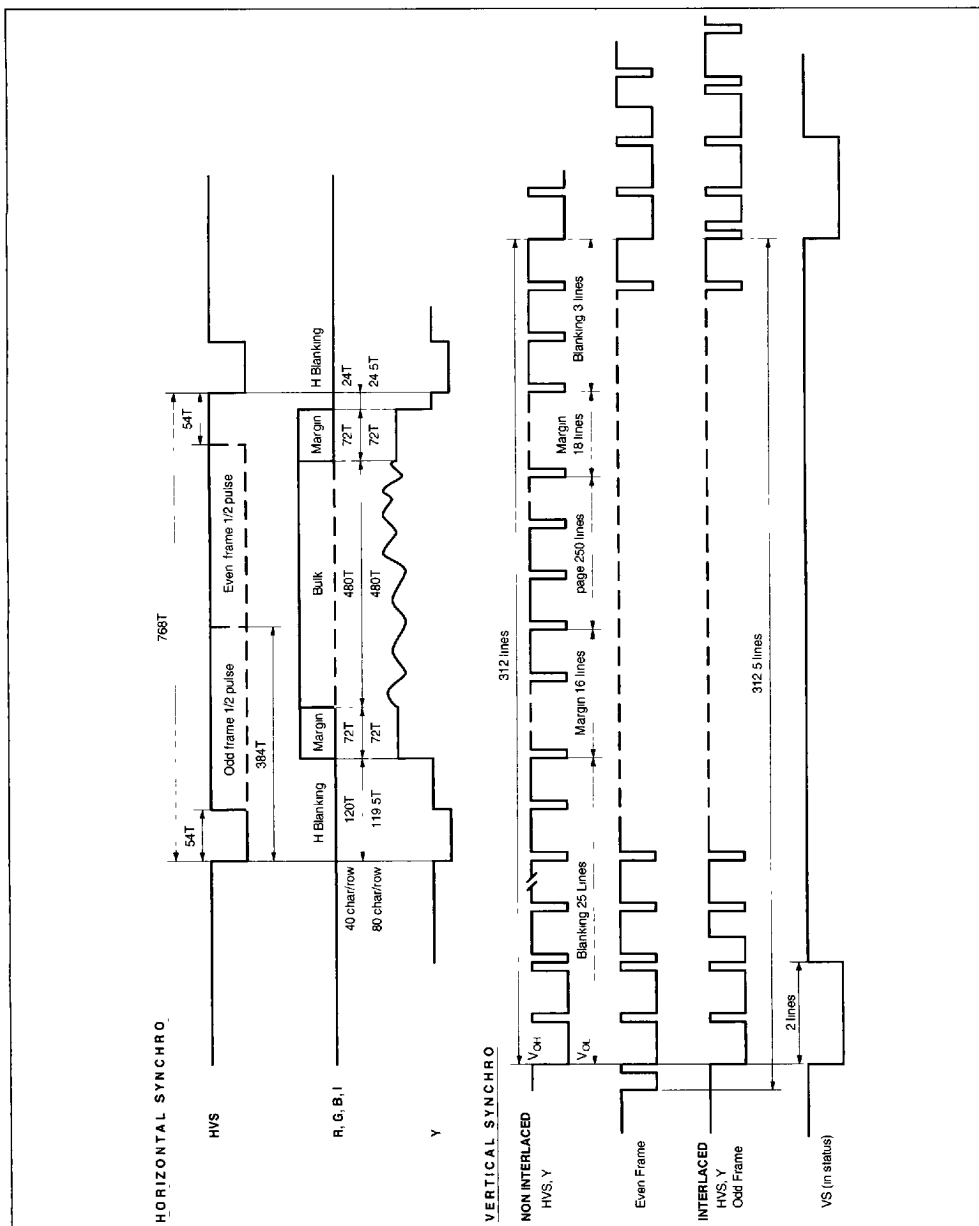 HORIZONTAL SYNCHRO
HVS
768T
54T
Odd frame 1/2 pulse
Even frame 1/2 pulse
54T
384T
R, G, B, I
H Blanking
Margin
Bulk
Margin
H Blanking
40 char/row
120T
72T
480T
72T
24T
80 char/row
119 5T
72T
480T
72T
24 5T
Y
VERTICAL SYNCHRO
NON INTERLACED
HVS, Y
312 lines
VOH
VOL
Blanking 25 Lines
Margin 16 lines
page 250 lines
Margin
18 lines
Blanking 3 lines
Even Frame
INTERLACED
HVS, Y
Odd Frame
312 5 lines
VS (in status)
2 lines